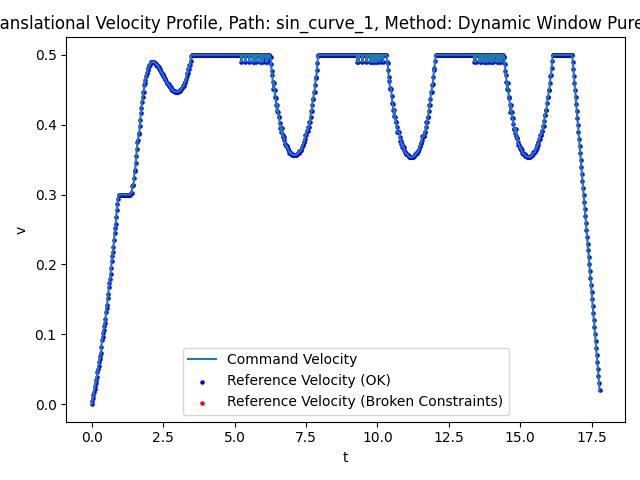 anslational Velocity Profile, Path: sin_curve_1, Method: Dynamic Window Pure
0.5
0.4
0.3
0.2
0.1
0.0
v
Command Velocity
Reference Velocity (OK)
Reference Velocity (Broken Constraints)
0.0 2.5 5.0 7.5 10.0 12.5 15.0 17.5
t